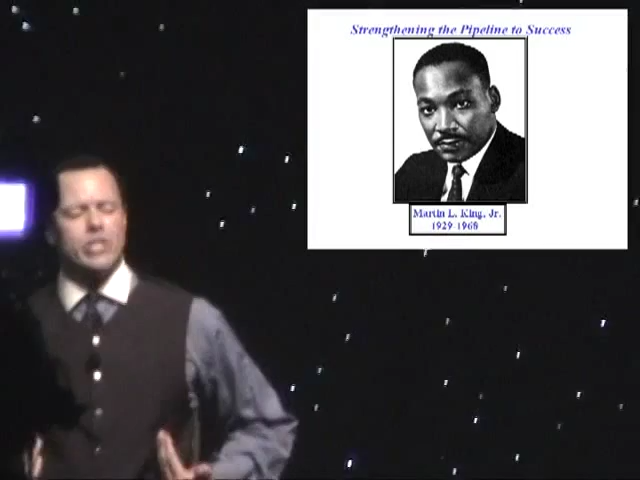 Strengthening the Pipeline to Success
Martin L. King, Jr.
1929-1968